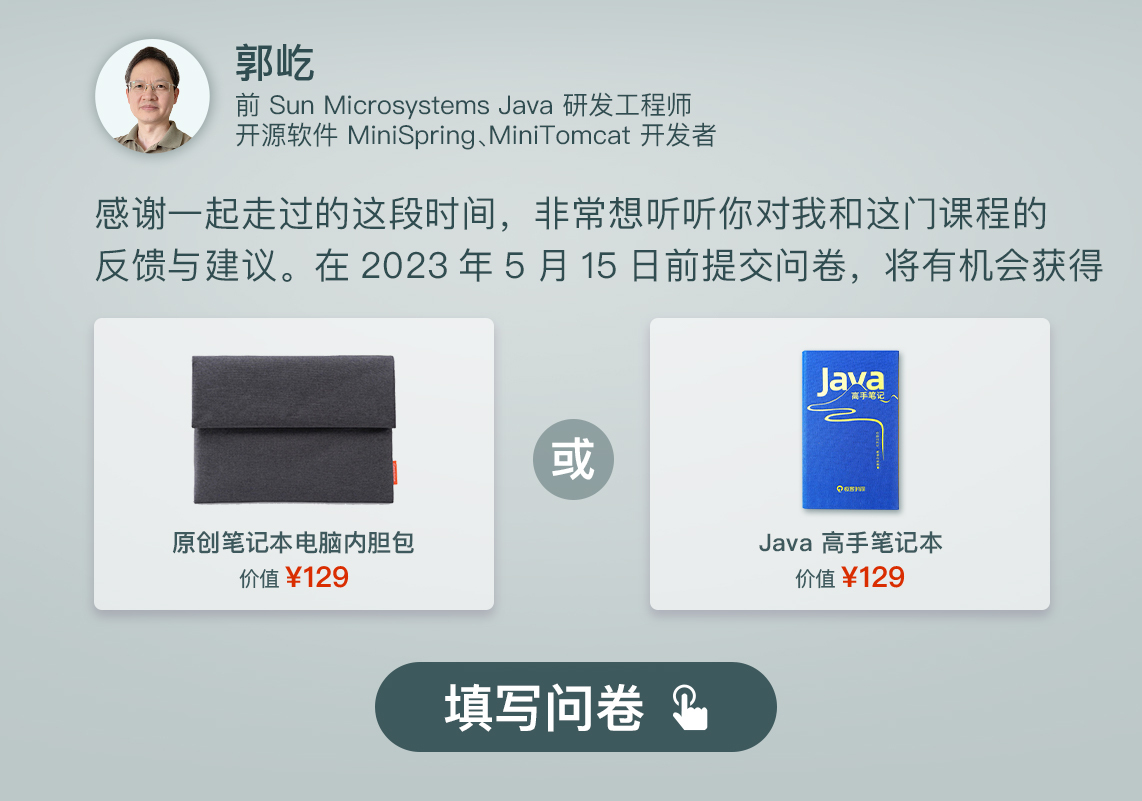 郭屹
前 Sun Microsystems Java 研发工程师
开源软件 MiniSpring、MiniTomcat 开发者
感谢一起走过的这段时间，非常想听听你对我和这门课程的
反馈与建议。在 2023 年 5 月 15 日前提交问卷，将有机会获得
原创笔记本电脑内胆包
价值 ¥129
或
Java
高手笔记
极客时间
Java 高手笔记本
价值 ¥129
填写问卷